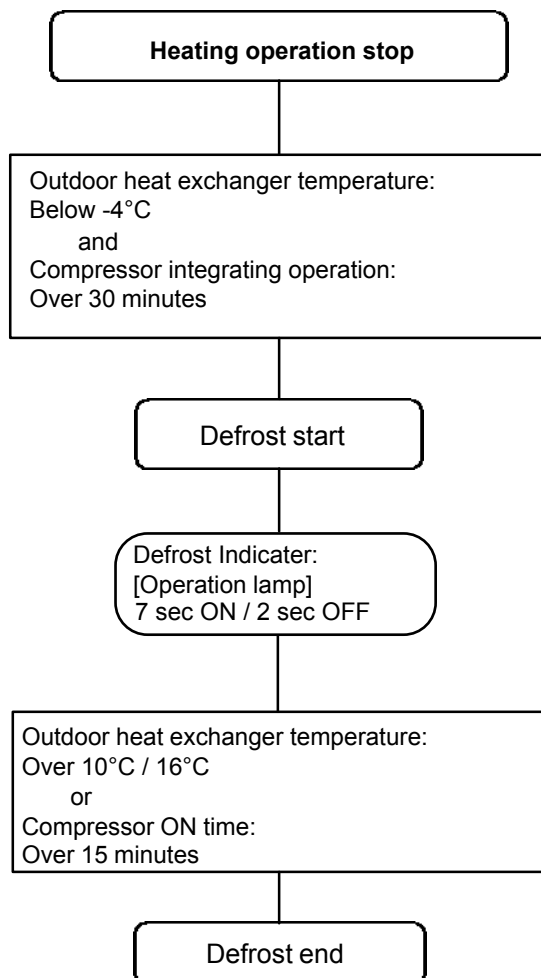 Heating operation stop
Outdoor heat exchanger temperature:
Below -4°C
and
Compressor integrating operation:
Over 30 minutes
Defrost start
Defrost Indicater:
[Operation lamp]
7 sec ON / 2 sec OFF
Outdoor heat exchanger temperature:
Over 10°C / 16°C
or
Compressor ON time:
Over 15 minutes
Defrost end